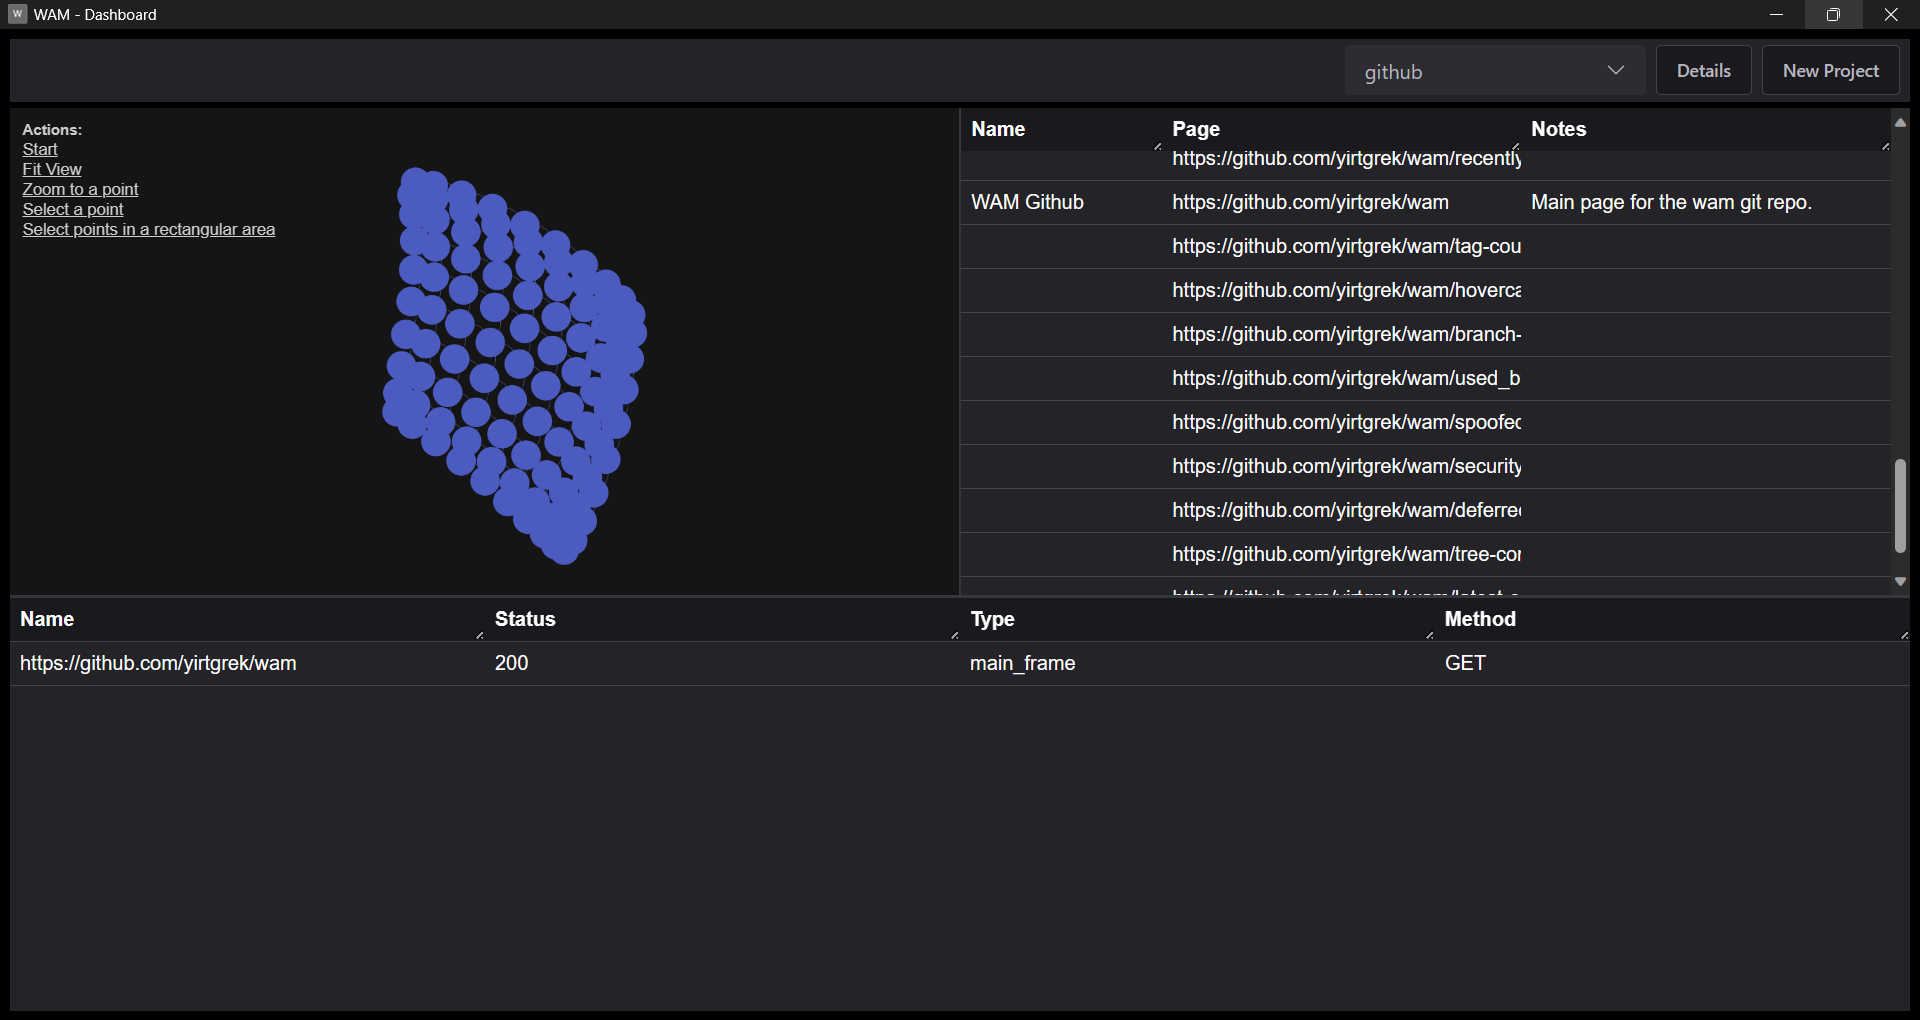 W WAM - Dashboard
github Details New Project
Actions:
Start
Fit View
Zoom to a point
Select a point
Select points in a rectangular area
Name Page Notes
https://github.com/yirtgrek/wam/recently
WAM Github https://github.com/yirtgrek/wam Main page for the wam git repo.
https://github.com/yirtgrek/wam/tag-cou
https://github.com/yirtgrek/wam/hoverca
https://github.com/yirtgrek/wam/branch-
https://github.com/yirtgrek/wam/used_b
https://github.com/yirtgrek/wam/spoofed
https://github.com/yirtgrek/wam/security
https://github.com/yirtgrek/wam/deferre
https://github.com/yirtgrek/wam/tree-co
Name Status Type Method
https://github.com/yirtgrek/wam 200 main_frame GET